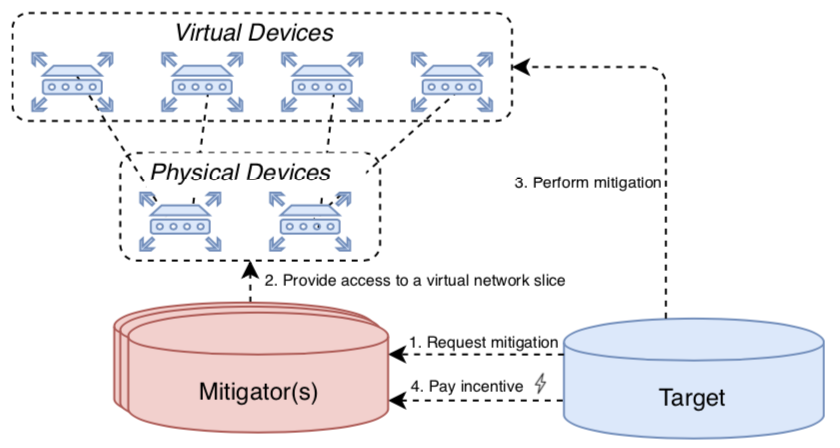 Virtual Devices
Physical Devices
3. Perform mitigation
2. Provide access to a virtual network slice
1. Request mitigation
4. Pay incentive
Mitigator(s)
Target